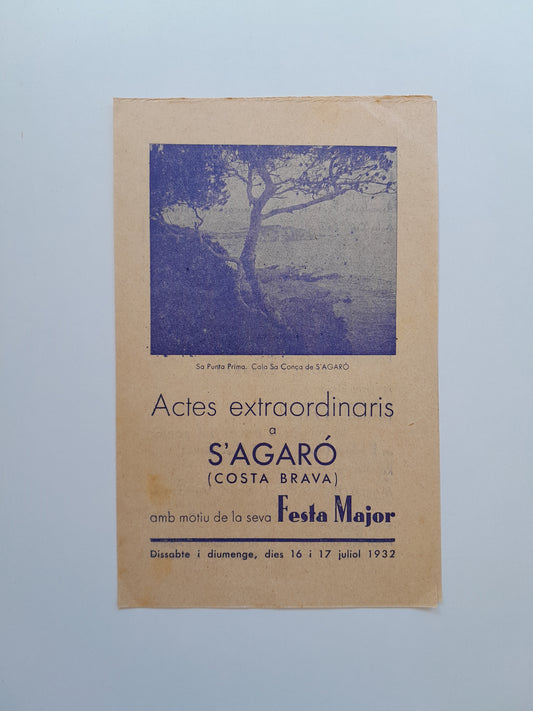 Sa Punta Prima. Cala Sa Conça de S'AGARÓ
Actes extraordinaris
a
S'AGARÓ
(COSTA BRAVA)
amb motiu de la seva Festa Major
Dissabte i diumenge, dies 16 i 17 juliol 1932